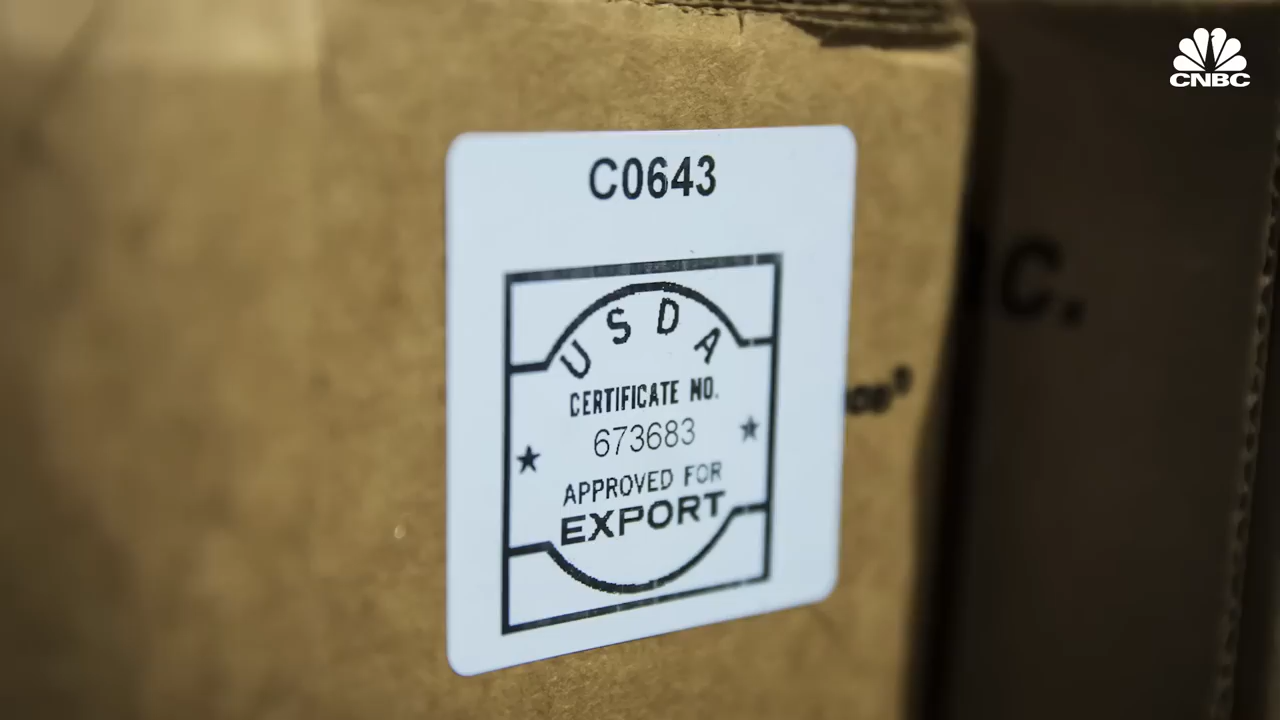 CNBC
C0643
USDA
CERTIFICATE NO.
673683
APPROVED FOR
EXPORT
C.